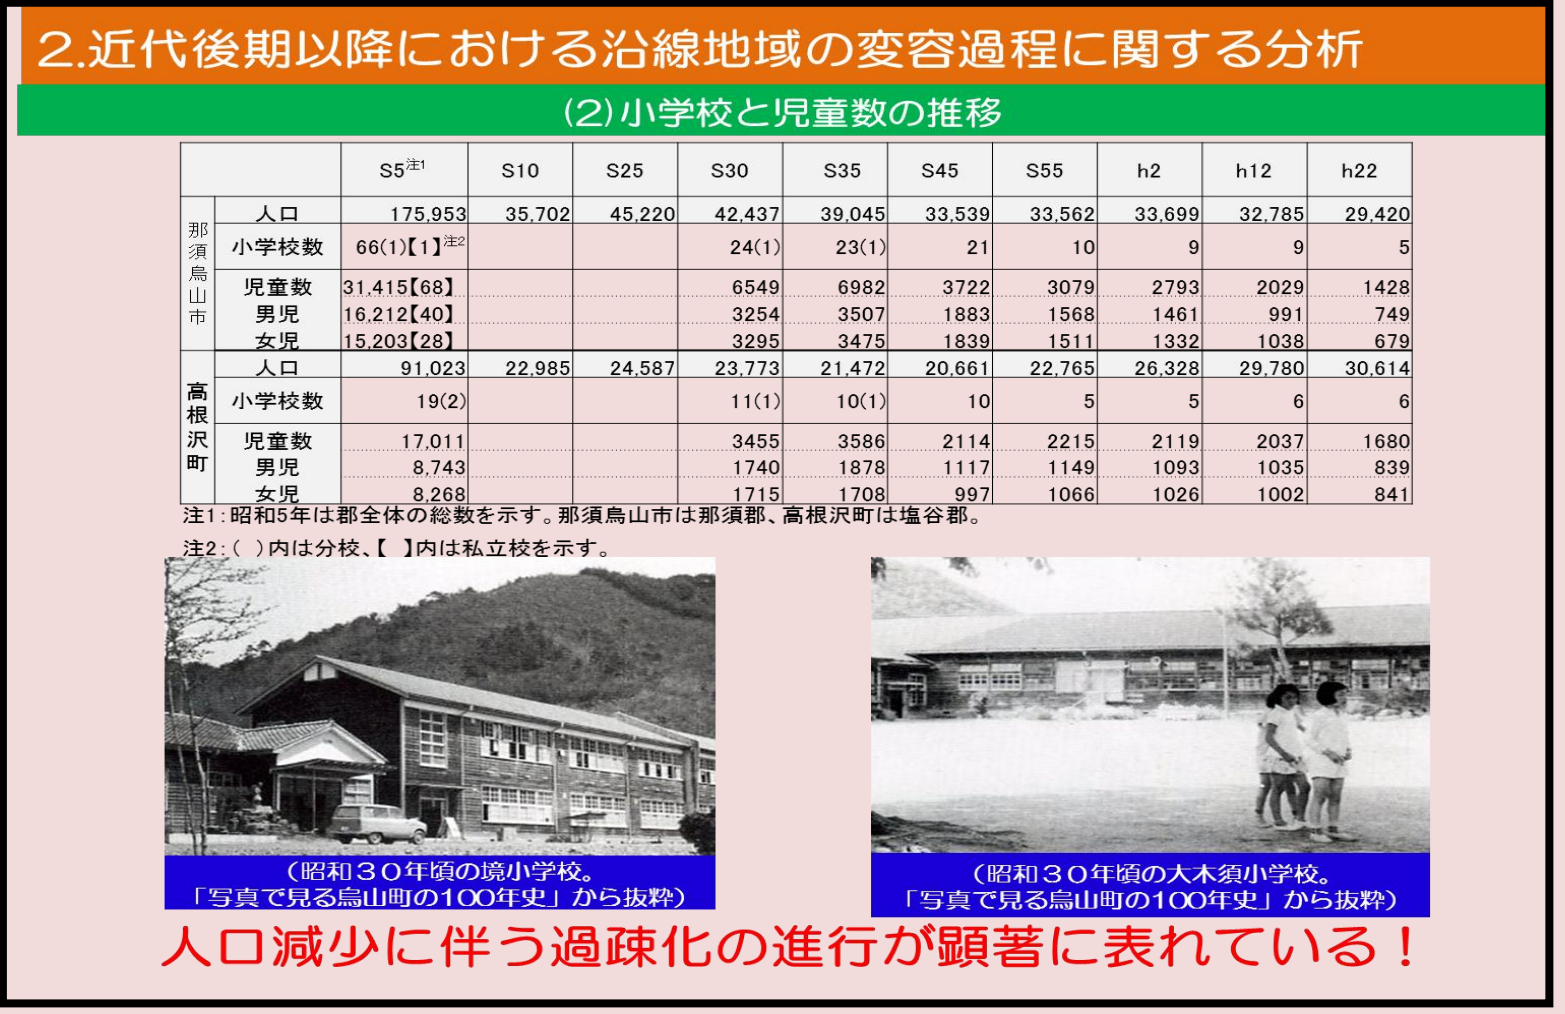 2.近代後期以降における沿線地域の変容過程に関する分析
(2)小学校と児童数の推移
S5注1 S10 S25 S30 S35 S45 S55 h2 h12 h22
那須烏山市
人口 175,953 35,702 45,220 42,437 39,045 33,539 33,562 33,699 32,785 29,420
小学校数 66(1)【1】注2 24(1) 23(1) 21 10 9 9 5
児童数 31,415【68】 6549 6982 3722 3079 2793 2029 1428
男児 16,212【40】 3254 3507 1883 1568 1461 991 749
女児 15,203【28】 3295 3475 1839 1511 1332 1038 679
高根沢町
人口 91,023 22,985 24,587 23,773 21,472 20,661 22,765 26,328 29,780 30,614
小学校数 19(2) 11(1) 10(1) 10 5 5 6 6
児童数 17,011 3455 3586 2114 2215 2119 2037 1680
男児 8,743 1740 1878 1117 1149 1093 1035 839
女児 8,268 1715 1708 997 1066 1026 1002 841
注1:昭和5年は郡全体の総数を示す。那須烏山市は那須郡、高根沢町は塩谷郡。
注2:( )内は分校、【 】内は私立校を示す。
(昭和30年頃の境小学校。
「写真で見る烏山町の100年史」から抜粋)
(昭和30年頃の大木須小学校。
「写真で見る烏山町の100年史」から抜粋)
人口減少に伴う過疎化の進行が顕著に表れている!